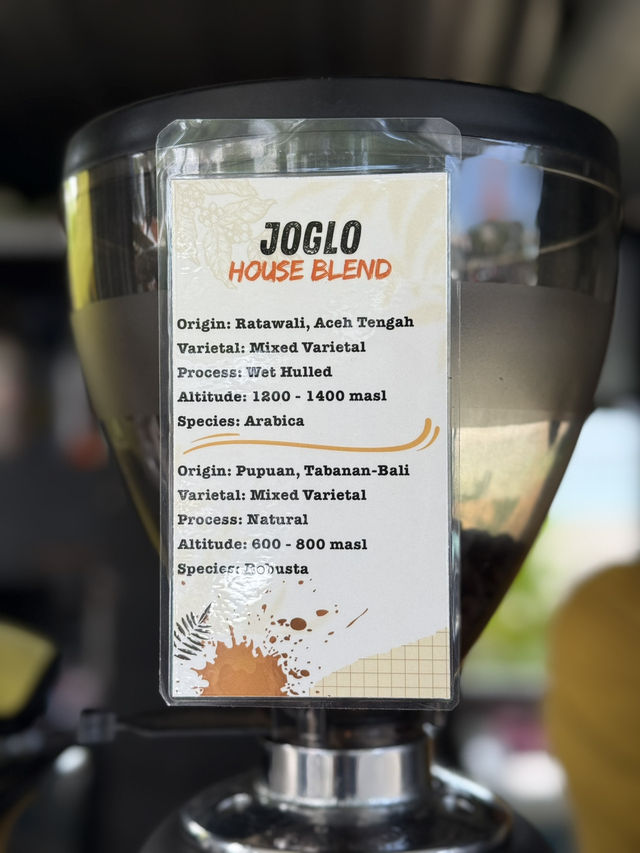 JOGLO
HOUSE BLEND
Origin: Ratawali, Aceh Tengah
Varietal: Mixed Varietal
Process: Wet Hulled
Altitude: 1200 - 1400 masl
Species: Arabica
Origin: Pupuan, Tabanan-Bali
Varietal: Mixed Varietal
Process: Natural
Altitude: 600 - 800 masl
Species: Robusta